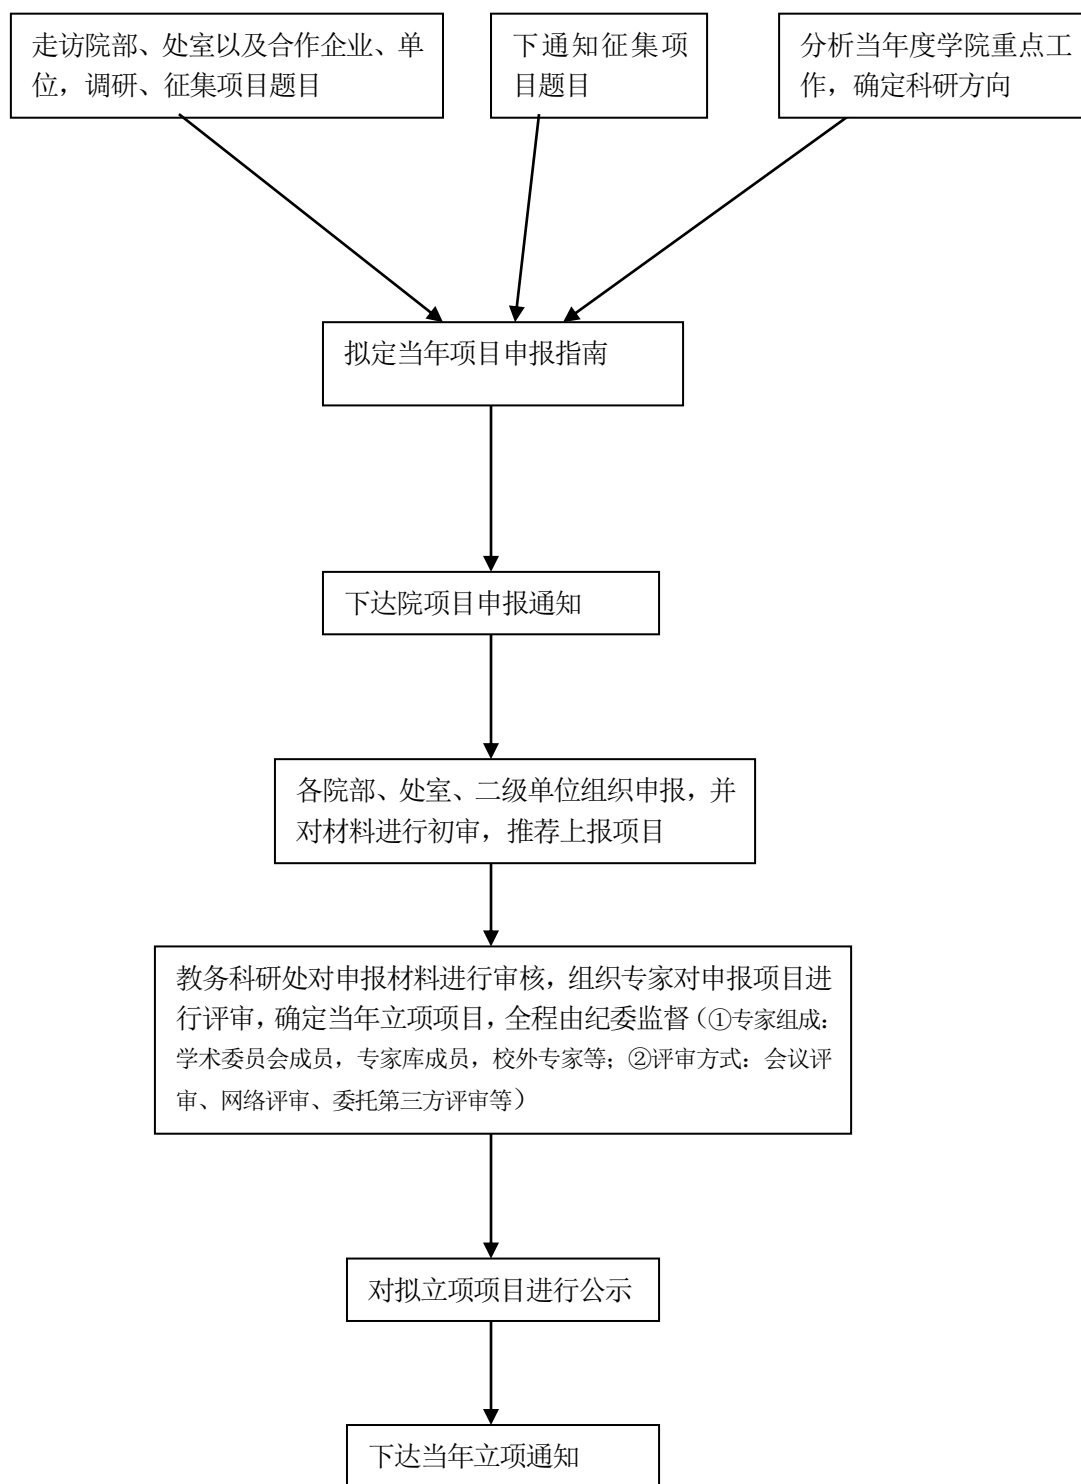 走访院部、处室以及合作企业、单
位，调研、征集项目题目
下通知征集项
目题目
分析当年度学院重点工
作，确定科研方向
拟定当年项目申报指南
下达院项目申报通知
各院部、处室、二级单位组织申报，并
对材料进行初审，推荐上报项目
教务科研处对申报材料进行审核，组织专家对申报项目进
行评审，确定当年立项项目，全程由纪委监督（①专家组成：
学术委员会成员，专家库成员，校外专家等；②评审方式：会议评
审、网络评审、委托第三方评审等）
对拟立项项目进行公示
下达当年立项通知